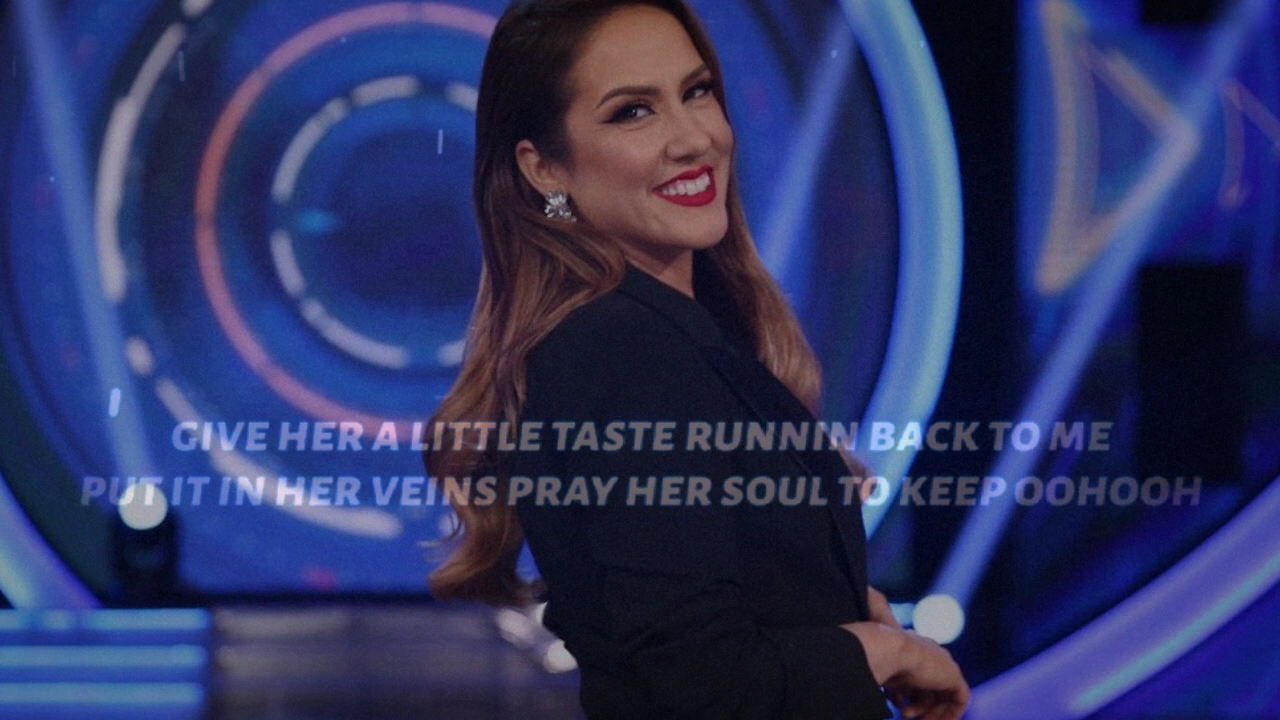 GIVE HER A LITTLE TASTE RUNNIN BACK TO ME
PUT IT IN HER VEINS PRAY HER SOUL TO KEEP OOHOOH